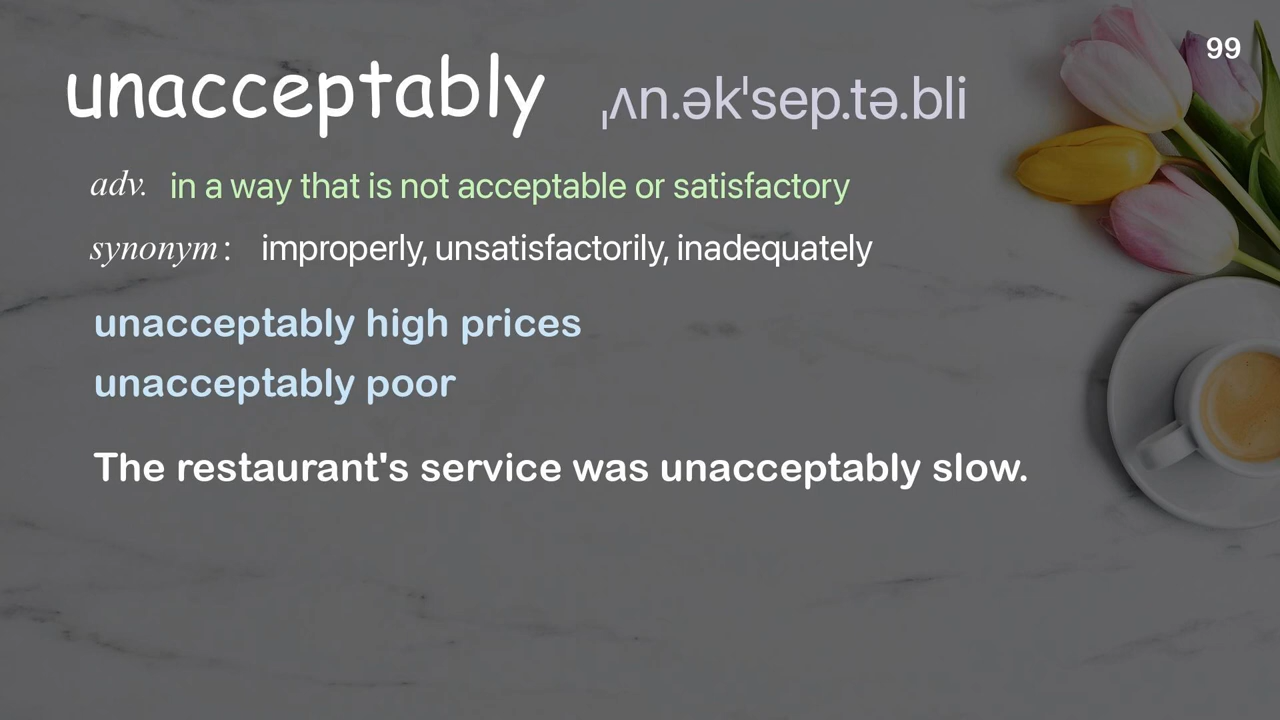 99
unacceptably ˌʌn.əkˈsep.tə.bli
adv. in a way that is not acceptable or satisfactory
synonym: improperly, unsatisfactorily, inadequately
unacceptably high prices
unacceptably poor
The restaurant's service was unacceptably slow.